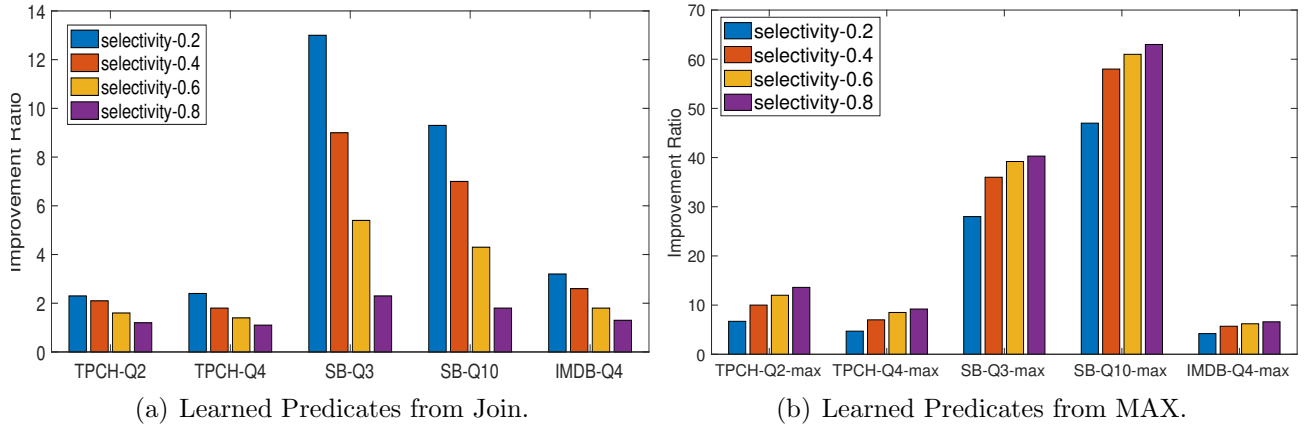 14
12
10
8
6
4
2
0
Improvement Ratio
selectivity-0.2
selectivity-0.4
selectivity-0.6
selectivity-0.8
TPCH-Q2 TPCH-Q4 SB-Q3 SB-Q10 IMDB-Q4
(a) Learned Predicates from Join.
70
60
50
40
30
20
10
0
Improvement Ratio
selectivity-0.2
selectivity-0.4
selectivity-0.6
selectivity-0.8
TPCH-Q2-max TPCH-Q4-max SB-Q3-max SB-Q10-max IMDB-Q4-max
(b) Learned Predicates from MAX.